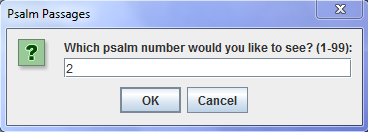 Psalm Passages
Which psalm number would you like to see? (1-99):
2
OK Cancel